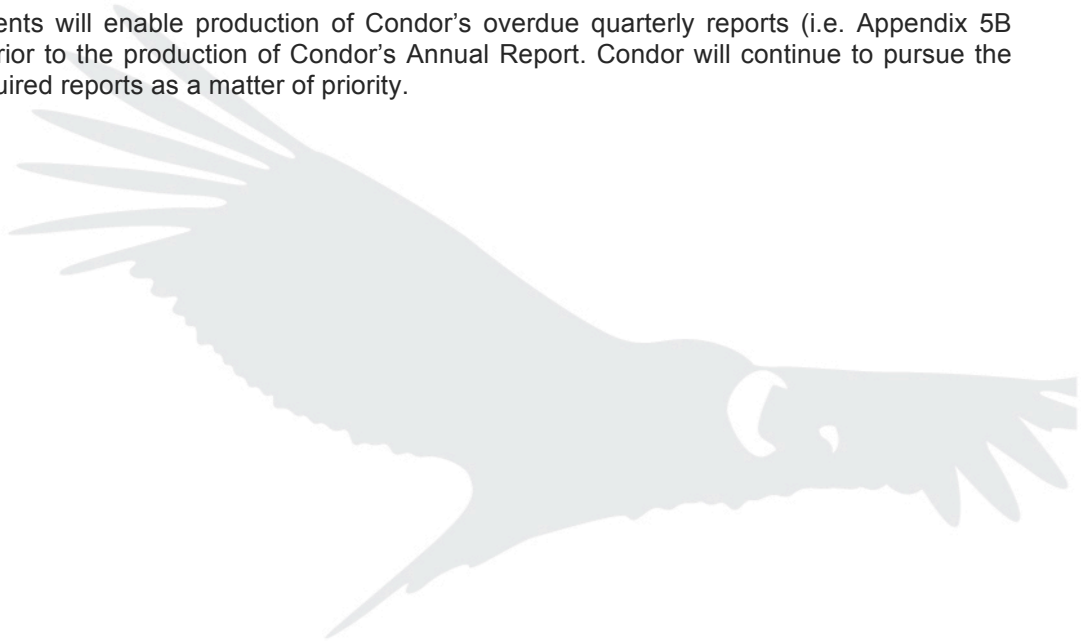 ents will enable production of Condor's overdue quarterly reports (i.e. Appendix 5B
rior to the production of Condor's Annual Report. Condor will continue to pursue the
uired reports as a matter of priority.